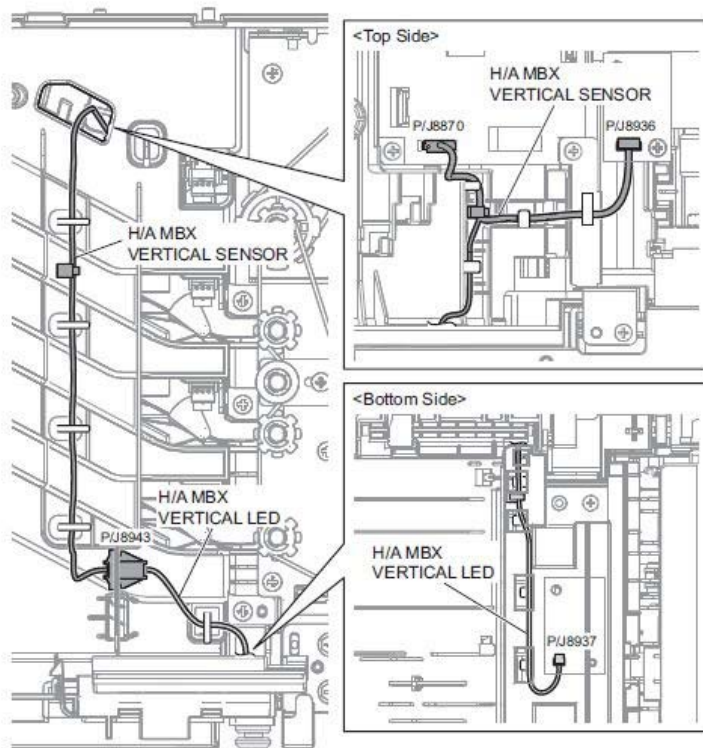 <Top Side>
H/A MBX
VERTICAL SENSOR
P/J8870
P/J8936
H/A MBX
VERTICAL SENSOR
<Bottom Side>
H/A MBX
VERTICAL LED
P/J8943
H/A MBX
VERTICAL LED
P/J8937